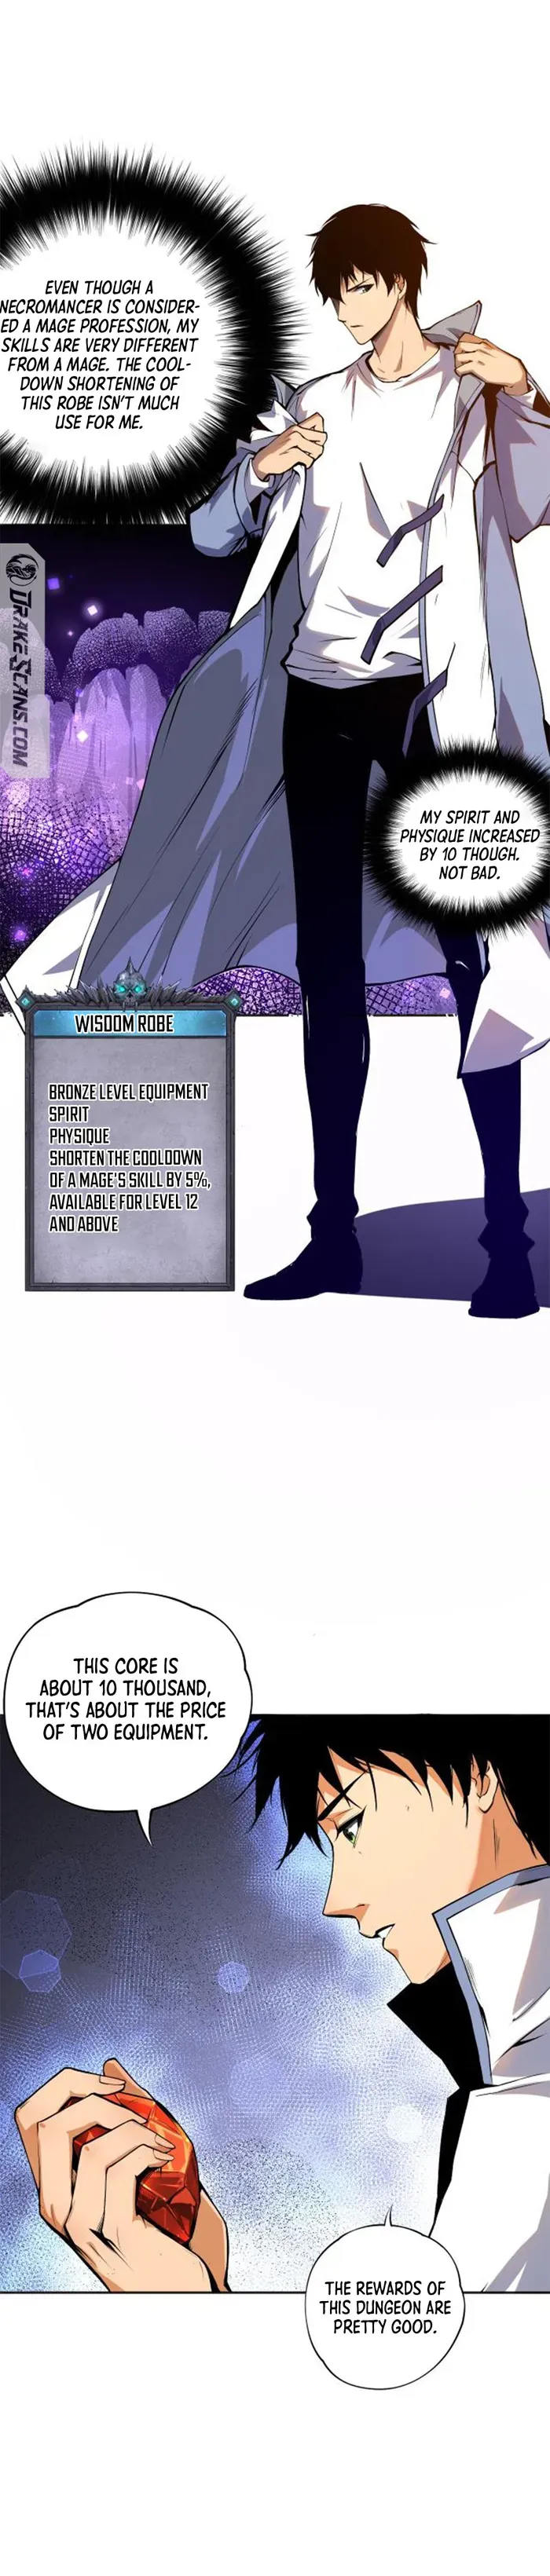 EVEN THOUGH A
NECROMANCER IS CONSIDER-
ED A MAGE PROFESSION, MY
SKILLS ARE VERY DIFFERENT
FROM A MAGE. THE COOL-
DOWN SHORTENING OF
THIS ROBE ISN'T MUCH
USE FOR ME.
DRAKESCANS.COM
MY SPIRIT AND
PHYSIQUE INCREASED
BY 10 THOUGH.
NOT BAD.
WISDOM ROBE
BRONZE LEVEL EQUIPMENT
SPIRIT
PHYSIQUE
SHORTEN THE COOLDOWN
OF A MAGE'S SKILL BY 5%,
AVAILABLE FOR LEVEL 12
AND ABOVE
THIS CORE IS
ABOUT 10 THOUSAND,
THAT'S ABOUT THE PRICE
OF TWO EQUIPMENT.
THE REWARDS OF
THIS DUNGEON ARE
PRETTY GOOD.